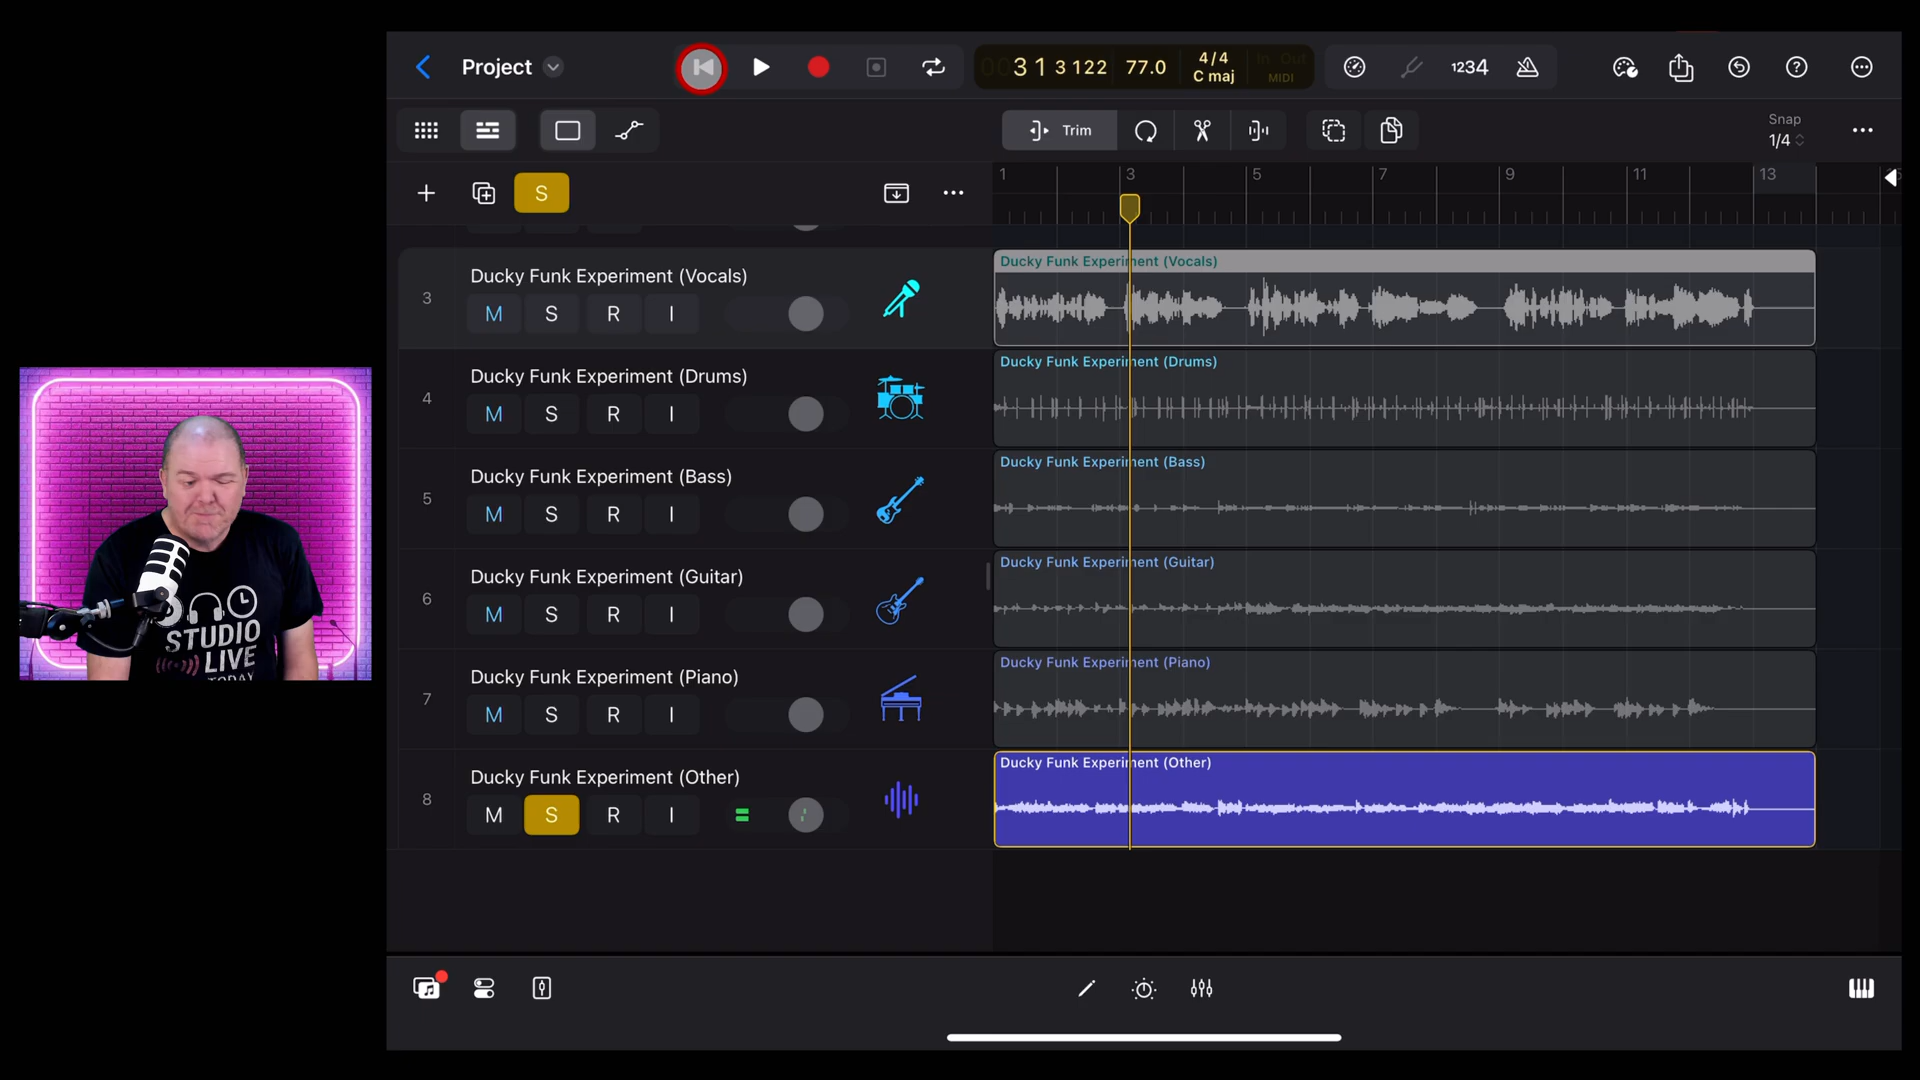 Project
3 1 3 122
77.0
4/4
C maj
In Out
MIDI
1234
Trim
Snap
1/4
S
1
3
5
7
9
11
13
3
Ducky Funk Experiment (Vocals)
M S R I
Ducky Funk Experiment (Vocals)
4
Ducky Funk Experiment (Drums)
M S R I
Ducky Funk Experiment (Drums)
5
Ducky Funk Experiment (Bass)
M S R I
Ducky Funk Experiment (Bass)
6
Ducky Funk Experiment (Guitar)
M S R I
Ducky Funk Experiment (Guitar)
7
Ducky Funk Experiment (Piano)
M S R I
Ducky Funk Experiment (Piano)
8
Ducky Funk Experiment (Other)
M S R I
Ducky Funk Experiment (Other)
STUDIO
LIVE
TODAY